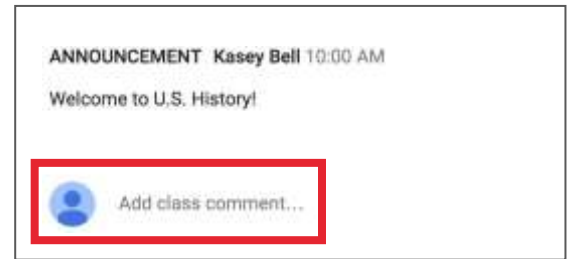 ANNOUNCEMENT Kasey Bell 10:00 AM
Welcome to U.S. History!
Add class comment...